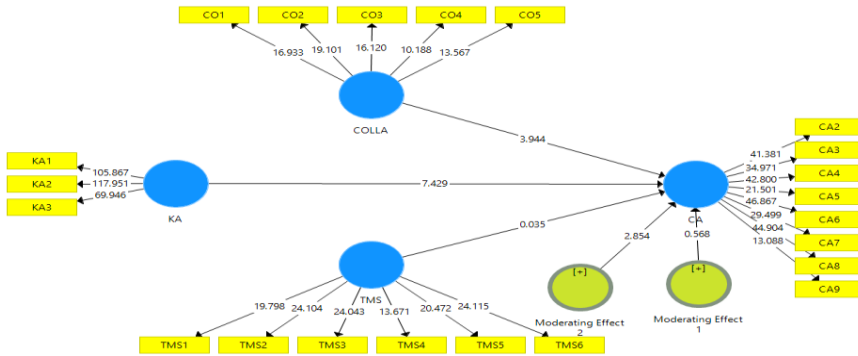 CO1 CO2 CO3 CO4 CO5
16.933 19.101 16.120 10.188 13.567
COLLA
3.944
KA1
KA2
KA3
105.867
117.951
69.946
KA
7.429
0.035
CA
CA2
CA3
CA4
CA5
CA6
CA7
CA8
CA9
41.381
34.971
42.800
21.501
46.867
29.499
44.904
13.088
2.854
0.568
[+]
Moderating Effect
2
[+]
Moderating Effect
1
TMS
19.798 24.104 24.043 13.671 20.472 24.115
TMS1 TMS2 TMS3 TMS4 TMS5 TMS6